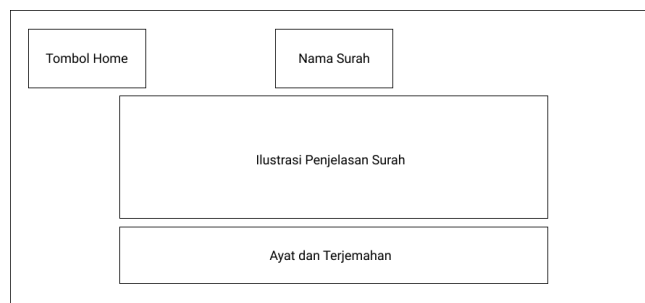 Tombol Home
Nama Surah
Ilustrasi Penjelasan Surah
Ayat dan Terjemahan